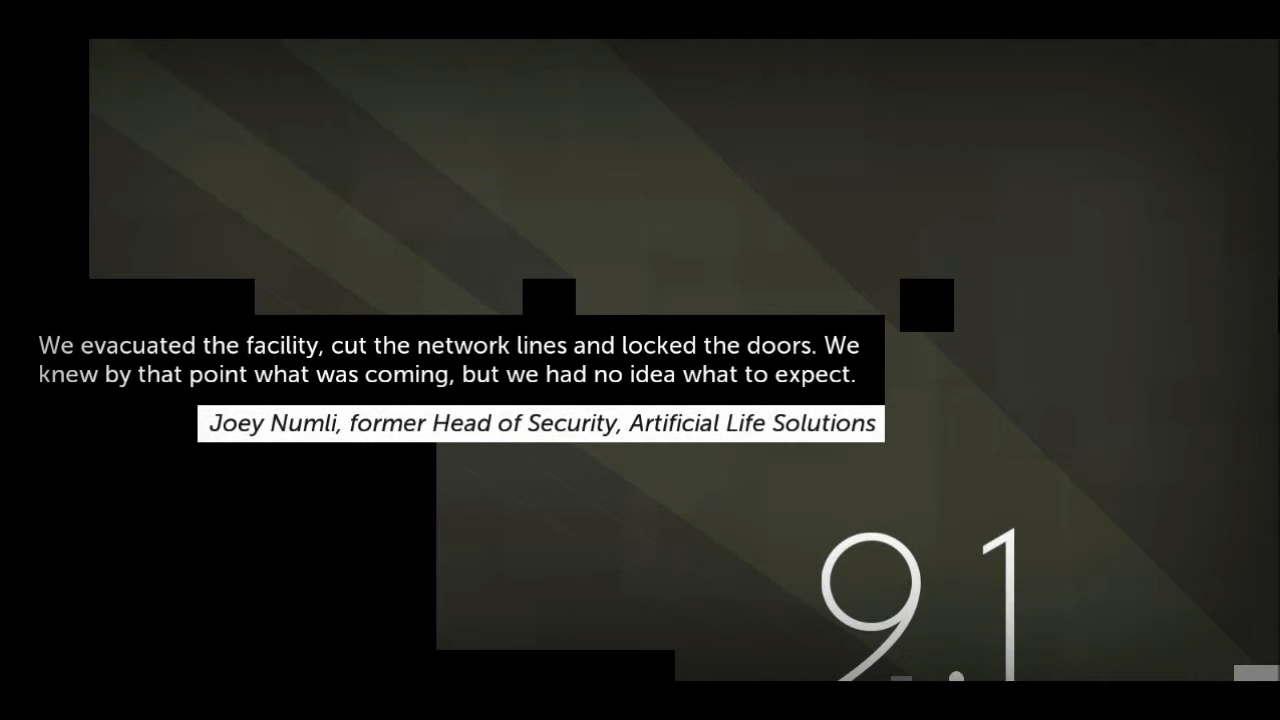 We evacuated the facility, cut the network lines and locked the doors. We
knew by that point what was coming, but we had no idea what to expect.
Joey Numli, former Head of Security, Artificial Life Solutions
9.1